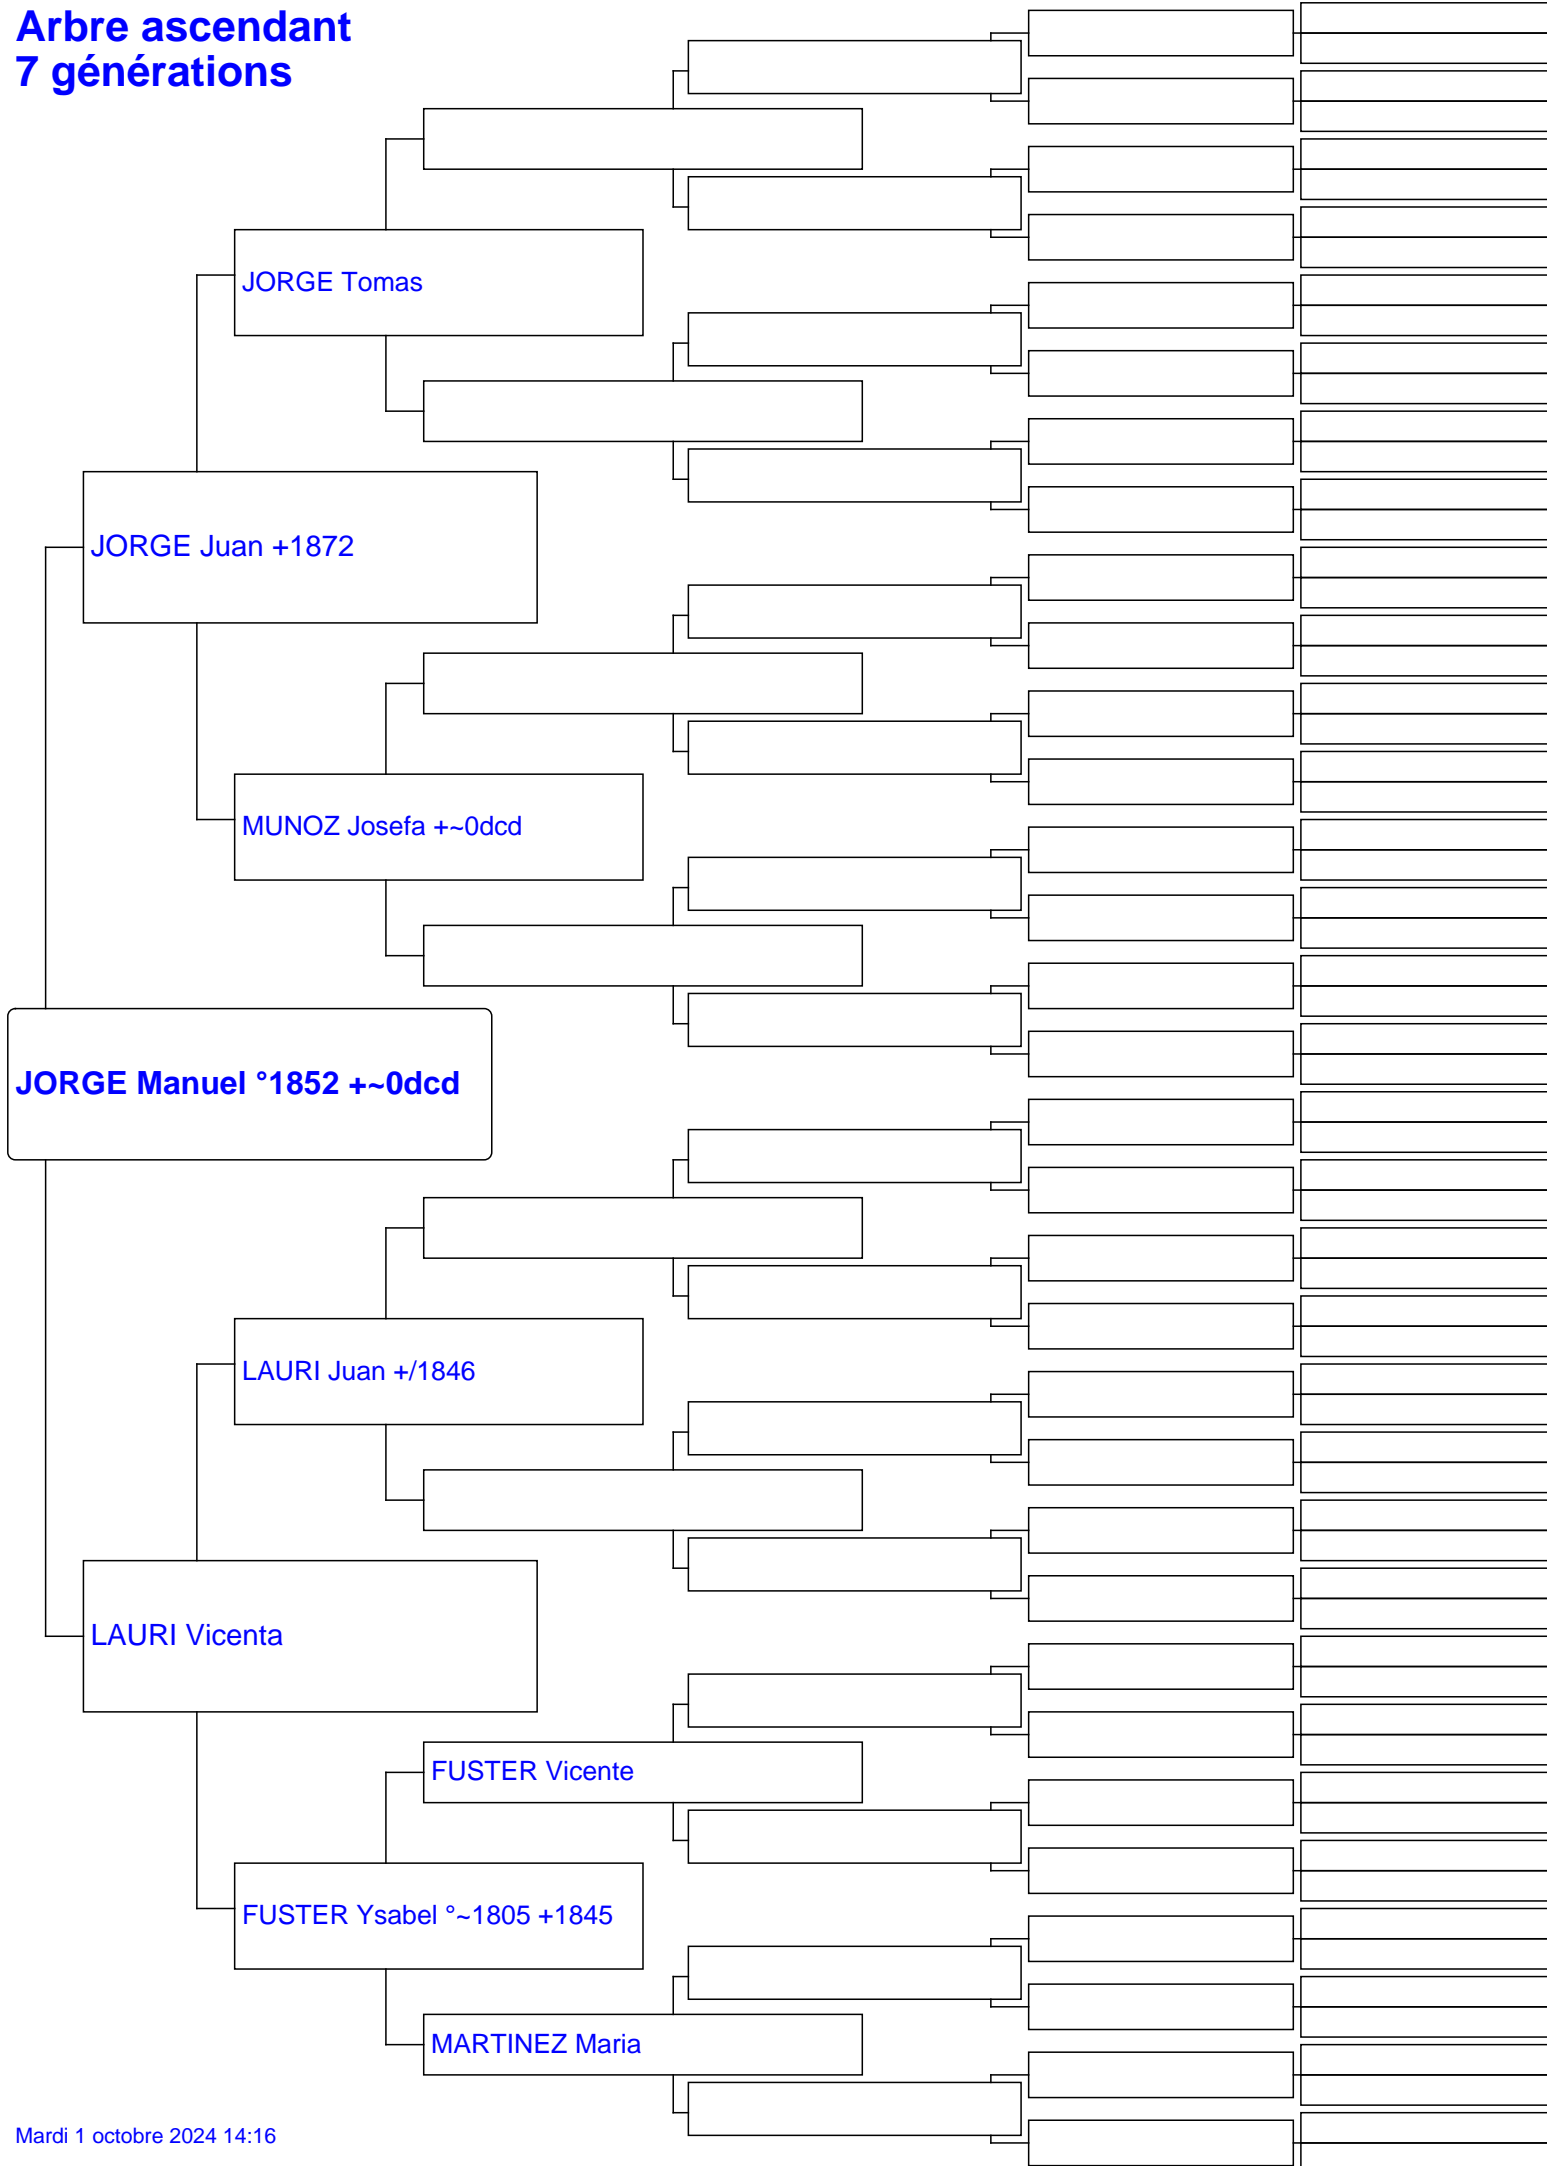 Arbre ascendant
7 générations
JORGE Tomas
JORGE Juan +1872
MUNOZ Josefa +~0dcd
JORGE Manuel °1852 +~0dcd
LAURI Juan +/1846
LAURI Vicenta
FUSTER Vicente
FUSTER Ysabel °~1805 +1845
MARTINEZ Maria
Mardi 1 octobre 2024 14:16